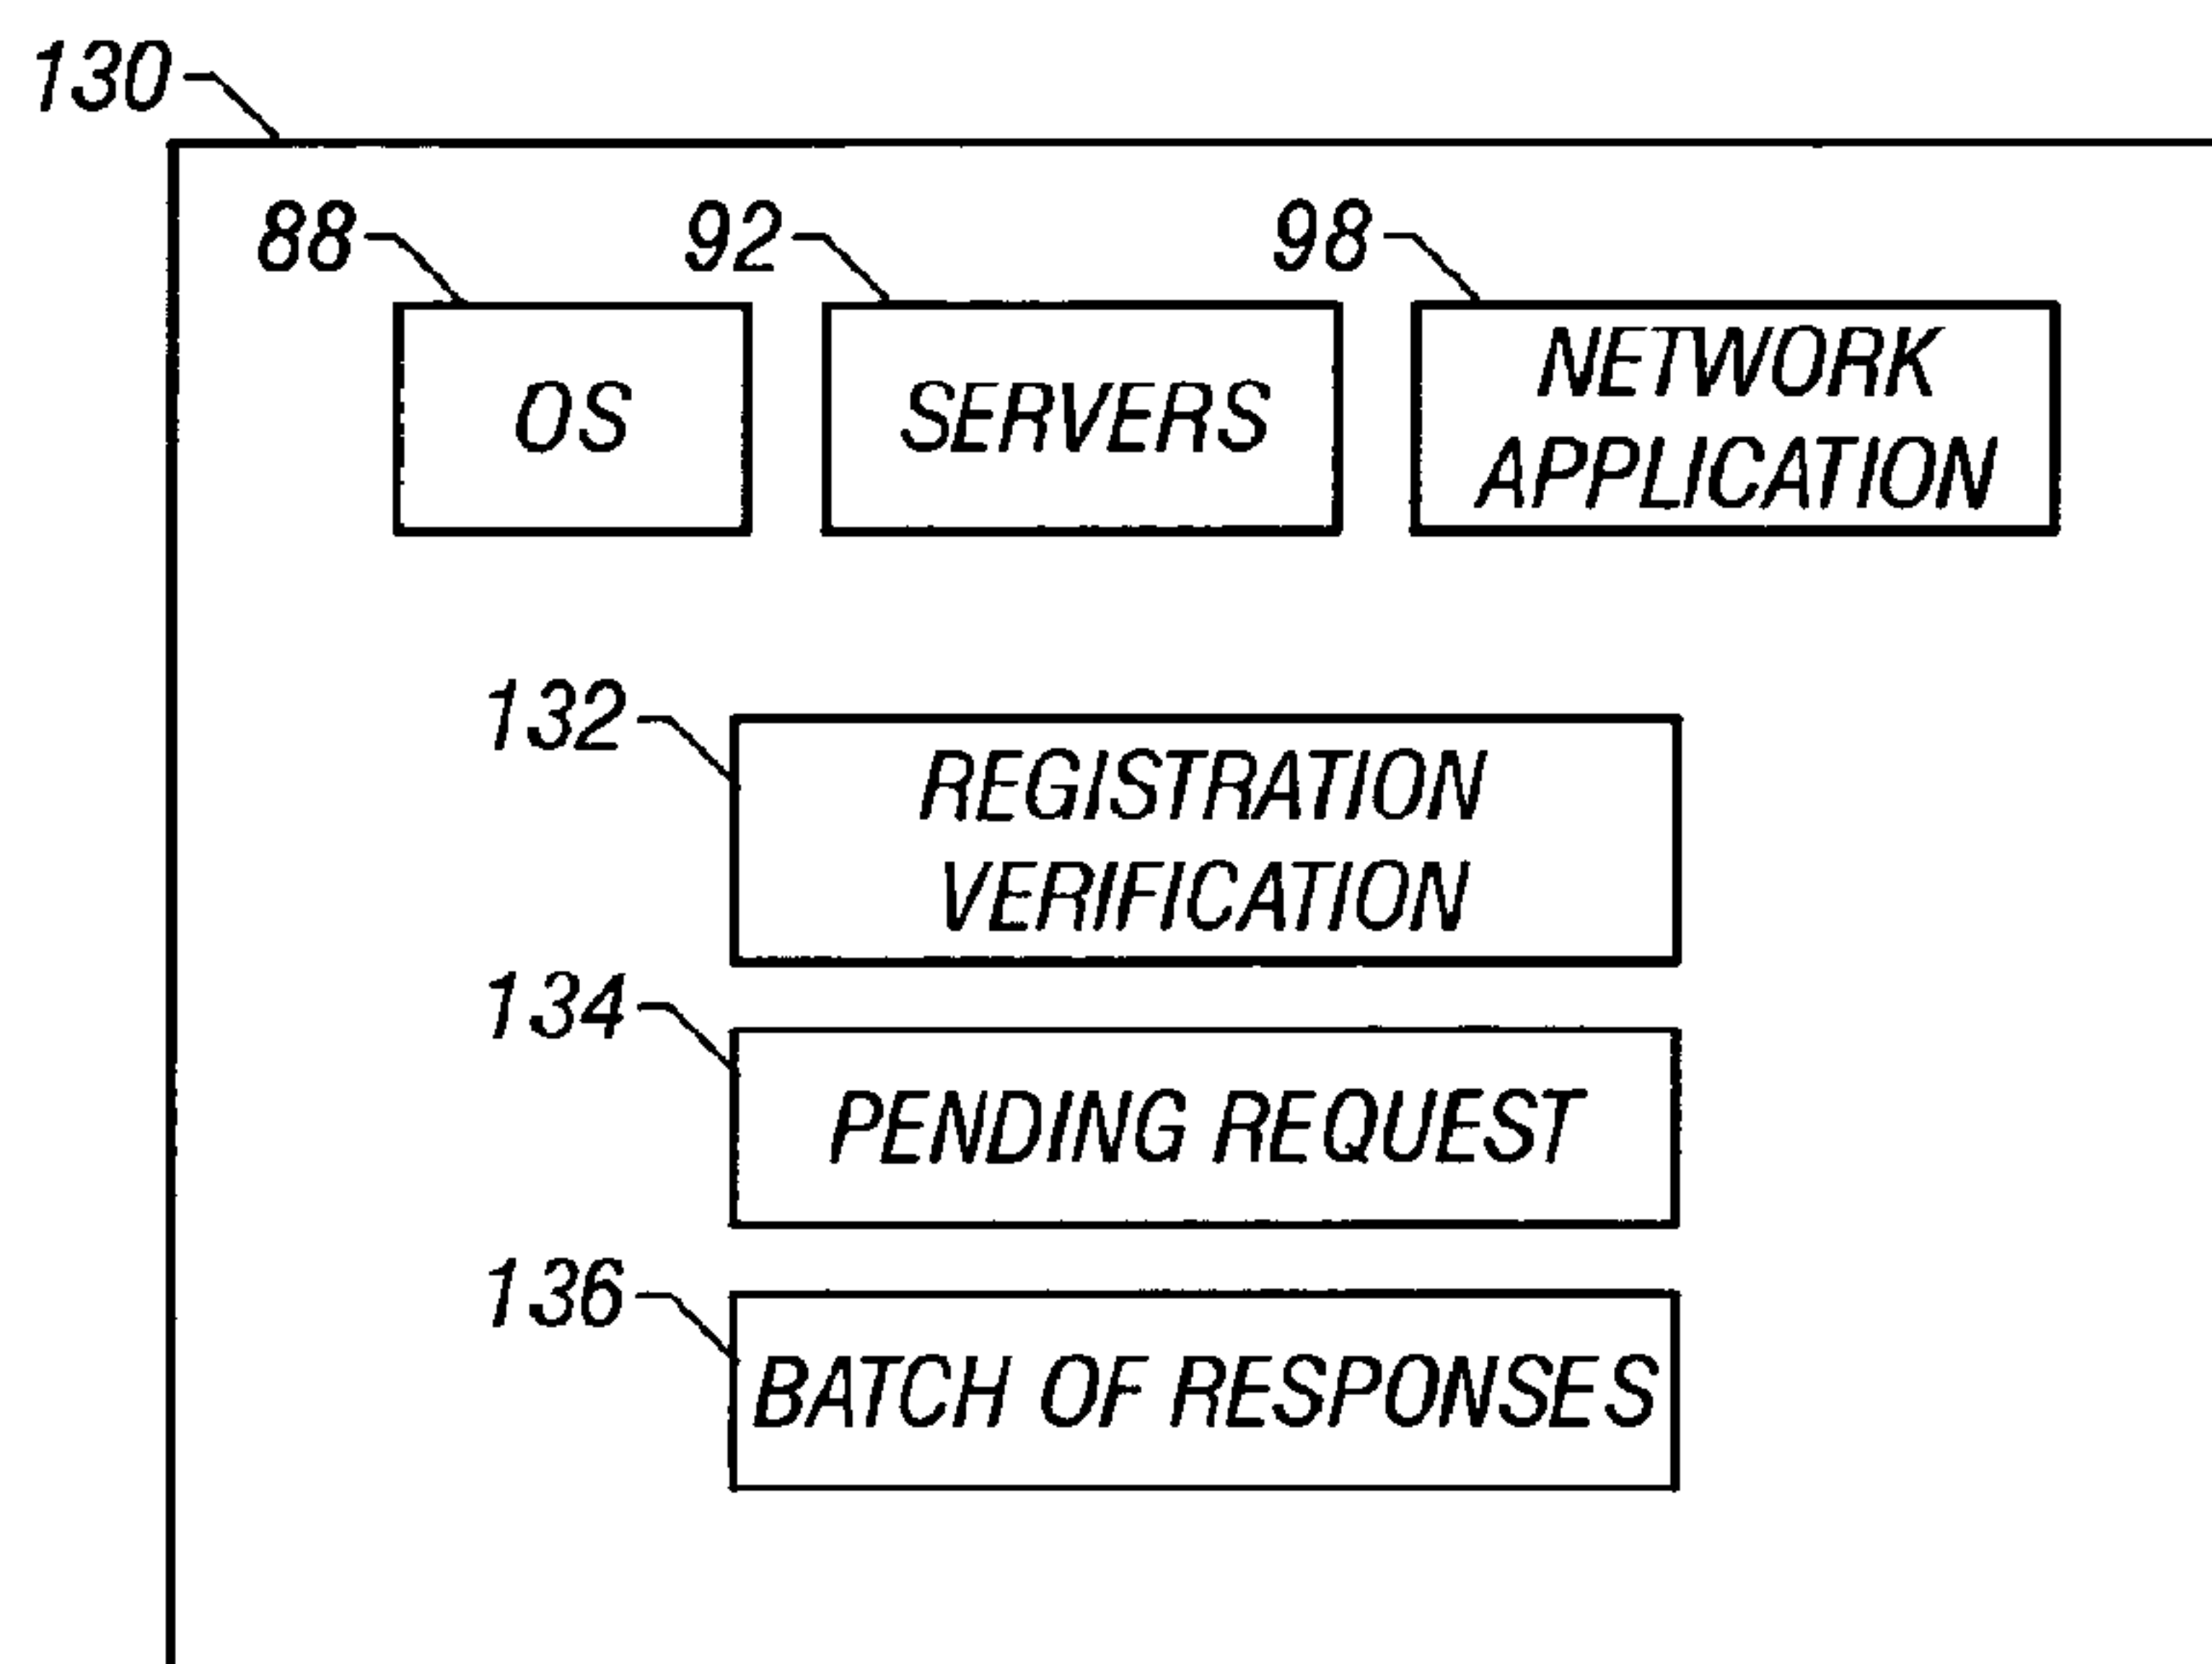 130
88
92
98
OS
SERVERS
NETWORK
APPLICATION
132
REGISTRATION
VERIFICATION
134
PENDING REQUEST
136
BATCH OF RESPONSES